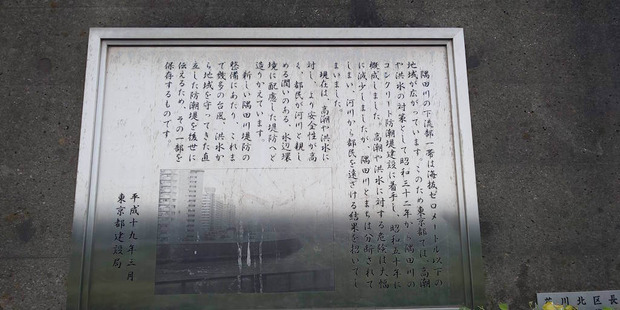 隅田川の下流部一帯は海抜ゼロメートル以下の
地域が広がっています。このため東京都では、高潮
や洪水の対策として昭和三十二年から隅田川の
コンクリート防潮堤建設に着手し、昭和五十年に
概成しました。高潮や洪水に対する危険は大幅
に減少しましたが、隅田川とまちは分断されて
しまい、河川から都民を遠ざける結果を招いてし
まいました。
現在は、高潮や洪水に
対し、より安全性が高
く、都民が河川と親し
める潤いのある、水辺環
境に配慮した堤防へと
造りかえています。
新しい隅田川堤防の
整備にあたり、これま
で幾多の台風、洪水か
ら地域を守ってきた直
立した防潮堤を後世に
伝えるため、その一部を
保存するものです。
平成十九年三月
東京都建設局
荒川北区長